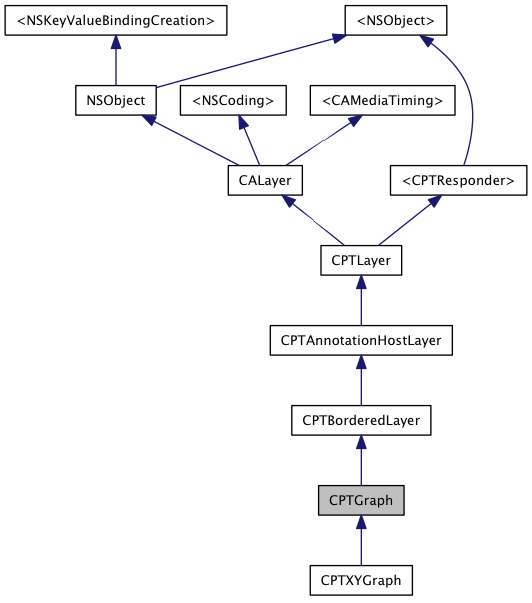 <NSKeyValueBindingCreation>
<NSObject>
NSObject
<NSCoding>
<CAMediaTiming>
CALayer
<CPTResponder>
CPTLayer
CPTAnnotationHostLayer
CPTBorderedLayer
CPTGraph
CPTXYGraph